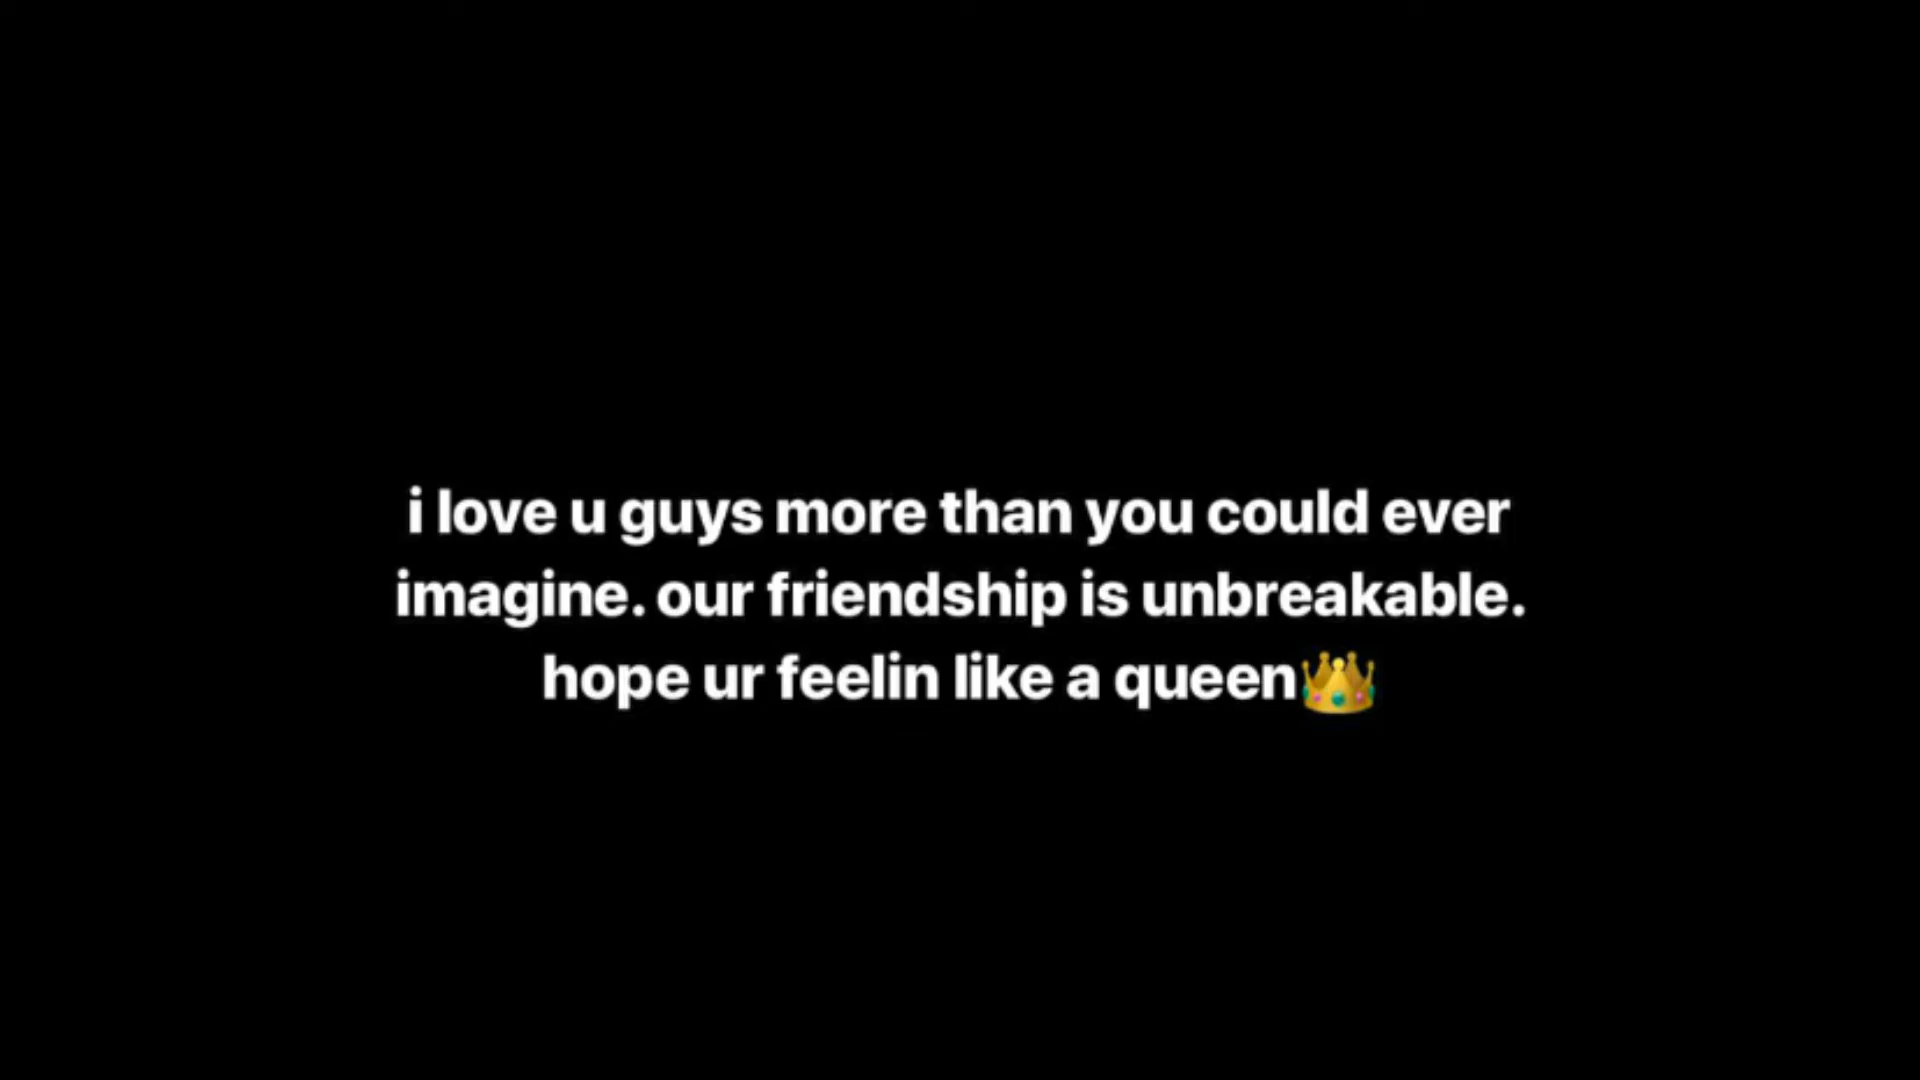 i love u guys more than you could ever
imagine. our friendship is unbreakable.
hope ur feelin like a queen👑